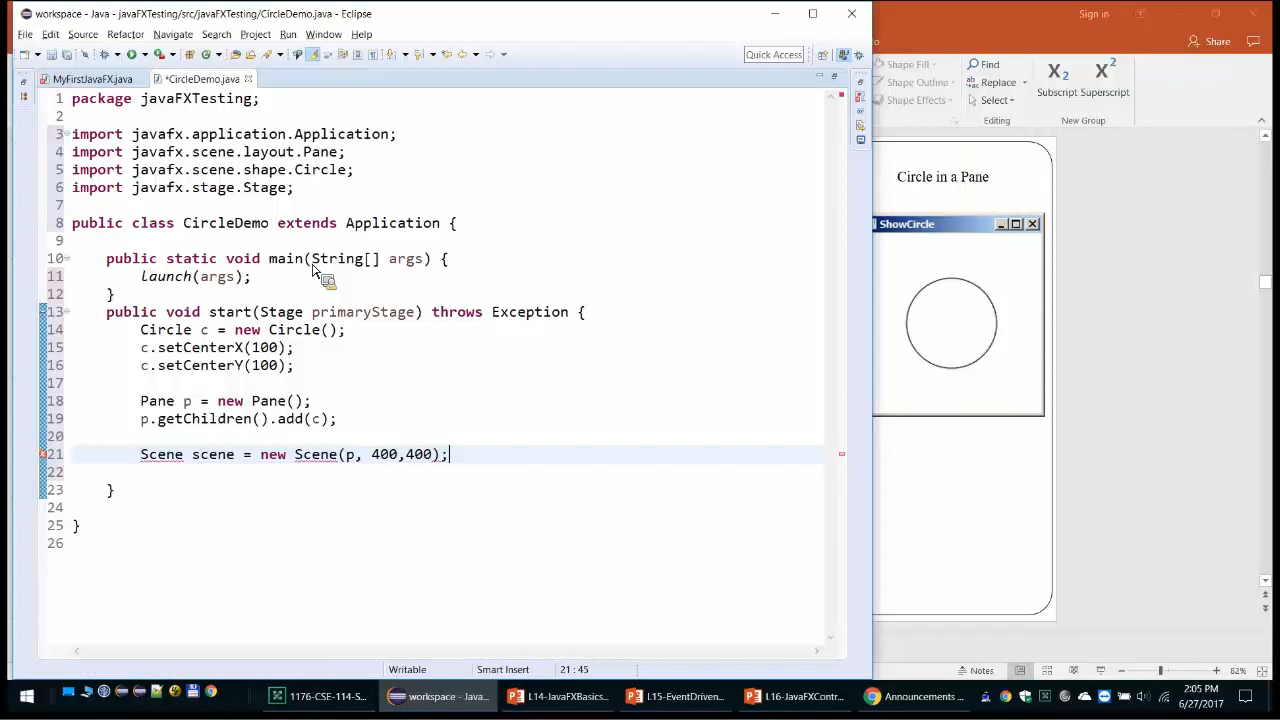 workspace - javaFXTesting/src/javaFXTesting/CircleDemo.java - Eclipse
Sign in
File Edit Source Refactor Navigate Search Project Run Window Help
Share
Quick Access
Shape Fill
Shape Outline
Shape Effects
Find
Replace
Select
Editing
X2 X2
Subscript Superscript
New Group
MyFirstJavaFX.java
*CircleDemo.java
1 package javaFXTesting;
2
3 import javafx.application.Application;
4 import javafx.scene.layout.Pane;
5 import javafx.scene.shape.Circle;
6 import javafx.stage.Stage;
7
8 public class CircleDemo extends Application {
9
10 public static void main(String[] args) {
11 launch(args);
12 }
13 public void start(Stage primaryStage) throws Exception {
14 Circle c = new Circle();
15 c.setCenterX(100);
16 c.setCenterY(100);
17
18 Pane p = new Pane();
19 p.getChildren().add(c);
20
21 Scene scene = new Scene(p, 400,400);
22
23 }
24
25 }
26
Circle in a Pane
ShowCircle
Writable Smart Insert 21 : 45
Notes
82%
1176-CSE-114-S...
workspace - Java...
L14-JavaFXBasics...
L15-EventDriven...
L16-JavaFXContr...
Announcements ...
2:05 PM
6/27/2017